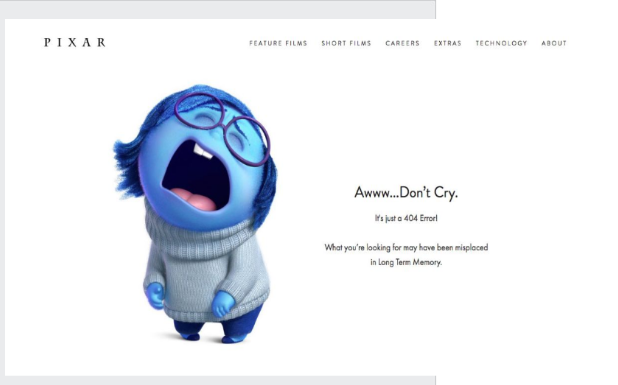 PIXAR
FEATURE FILMS SHORT FILMS CAREERS EXTRAS TECHNOLOGY ABOUT
Awww...Don't Cry.
It's just a 404 Error!
What you're looking for may have been misplaced
in Long Term Memory.